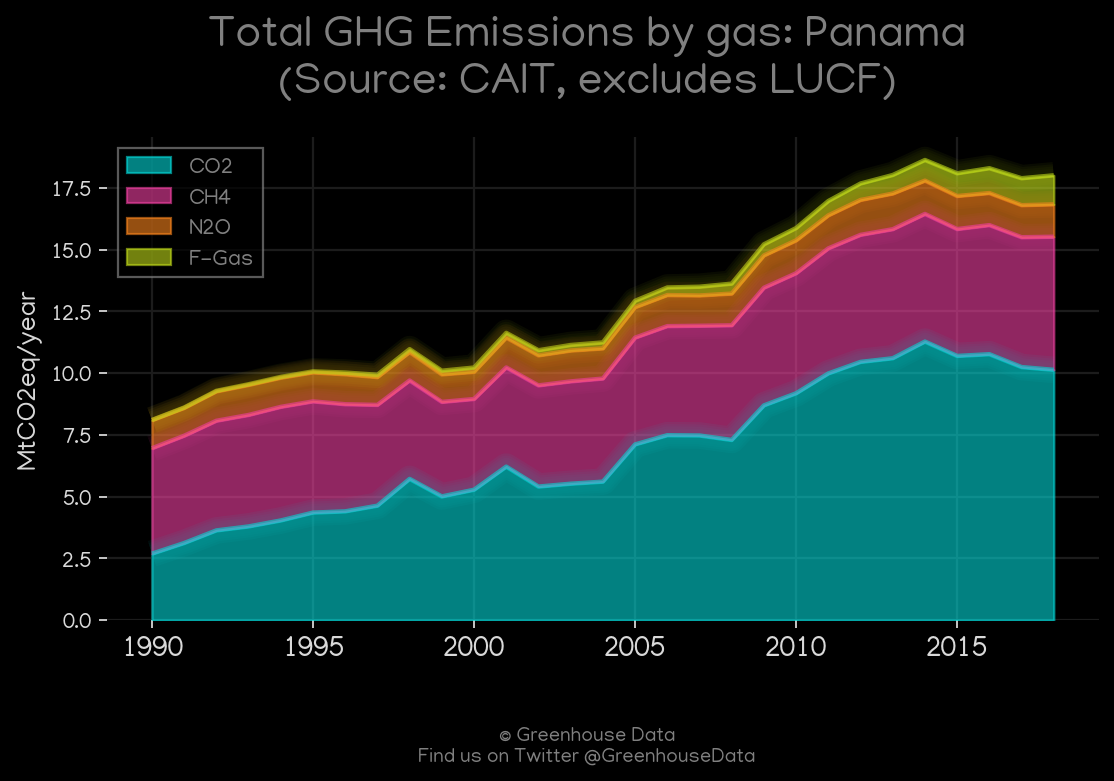 Total GHG Emissions by gas: Panama
(Source: CAIT, excludes LUCF)
CO2
CH4
N2O
F-Gas
MtCO2eq/year
17.5
15.0
12.5
10.0
7.5
5.0
2.5
0.0
1990 1995 2000 2005 2010 2015
© Greenhouse Data
Find us on Twitter @GreenhouseData